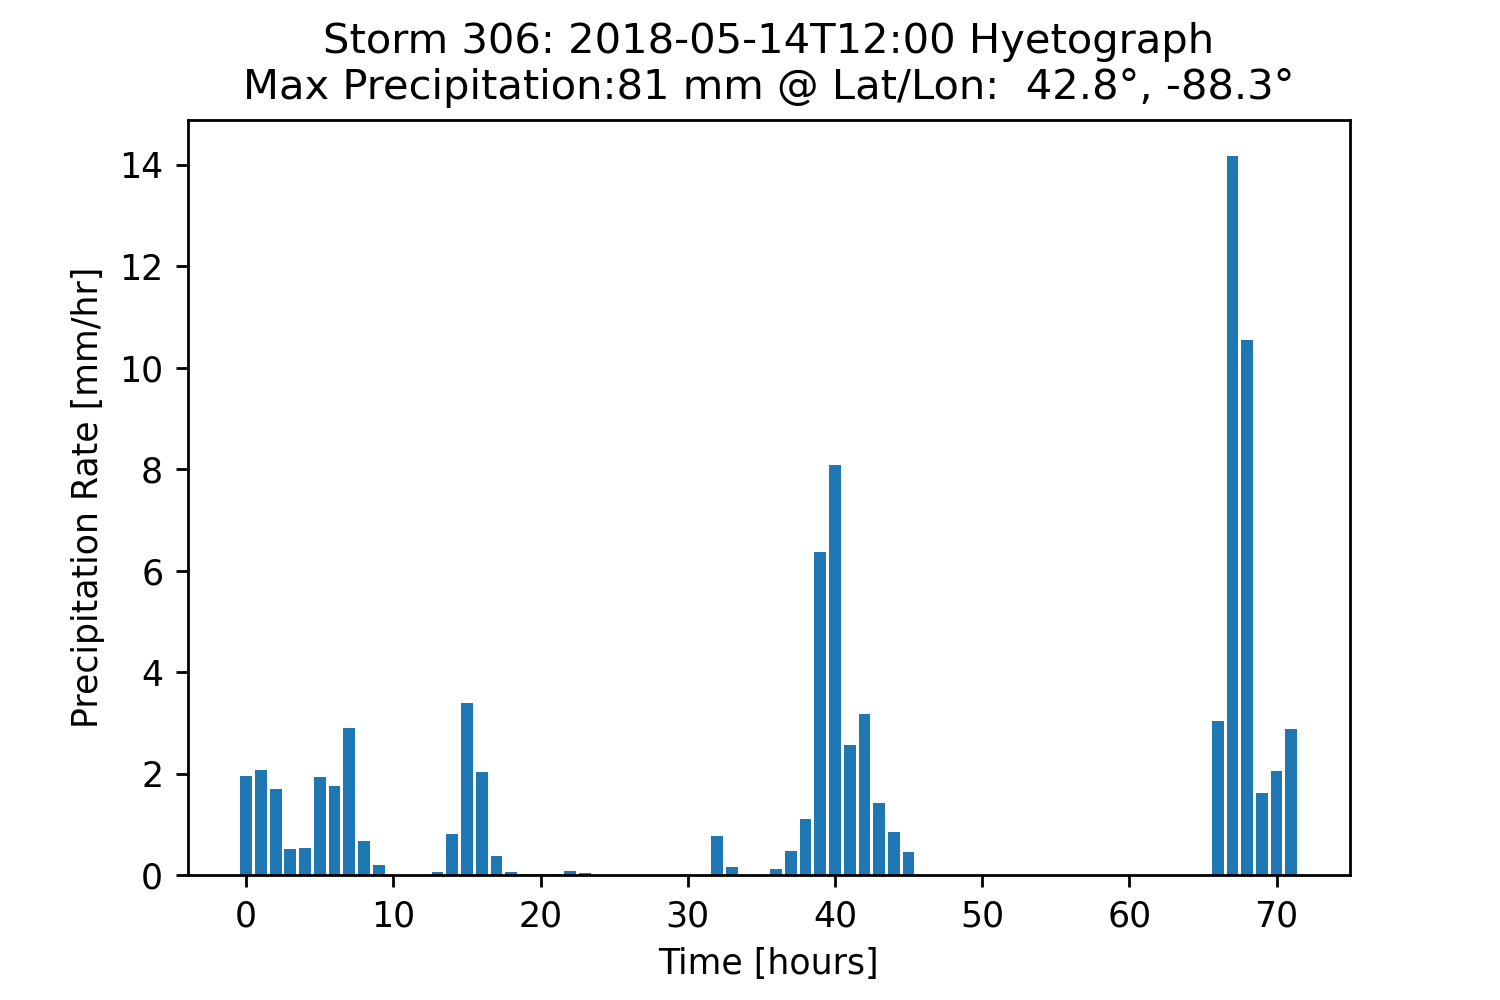 Storm 306: 2018-05-14T12:00 Hyetograph
Max Precipitation:81 mm @ Lat/Lon:  42.8°, -88.3°
Precipitation Rate [mm/hr]
14
12
10
8
6
4
2
0
0 10 20 30 40 50 60 70
Time [hours]